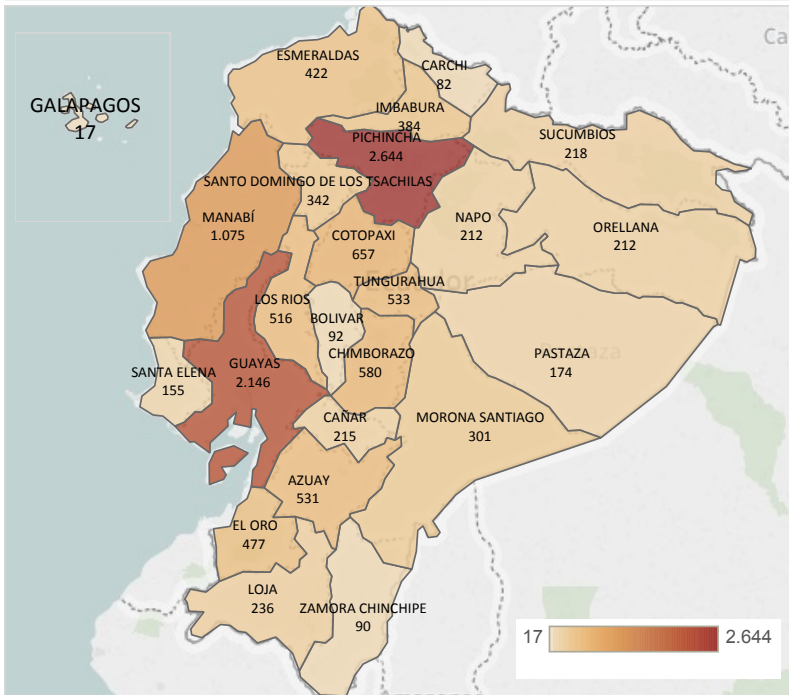 Ca
ESMERALDAS
422
CARCHI
82
GALAPAGOS
17
IMBABURA
384
PICHINCHA
2.644
SUCUMBIOS
218
SANTO DOMINGO DE LOS TSACHILAS
342
MANABÍ
1.075
NAPO
212
ORELLANA
212
COTOPAXI
657
Ecuador
TUNGURAHUA
533
LOS RIOS
516
BOLIVAR
92
CHIMBORAZO
580
PASTAZA
174
GUAYAS
2.146
SANTA ELENA
155
CAÑAR
215
MORONA SANTIAGO
301
AZUAY
531
EL ORO
477
LOJA
236
ZAMORA CHINCHIPE
90
17 2.644